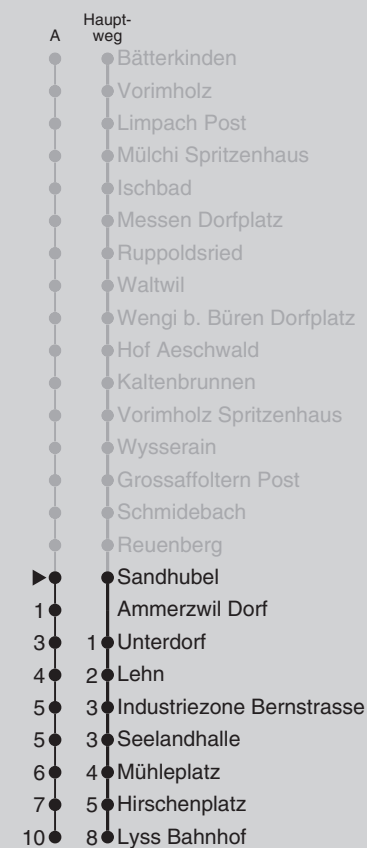 A Haupt-
weg
Bätterkinden
Vorimholz
Limpach Post
Mülchi Spritzenhaus
Ischbad
Messen Dorfplatz
Ruppoldsried
Waltwil
Wengi b. Büren Dorfplatz
Hof Aeschwald
Kaltenbrunnen
Vorimholz Spritzenhaus
Wysserain
Grossaffoltern Post
Schmidebach
Reuenberg
Sandhubel
1 Ammerzwil Dorf
3 1 Unterdorf
4 2 Lehn
5 3 Industriezone Bernstrasse
5 3 Seelandhalle
6 4 Mühleplatz
7 5 Hirschenplatz
10 8 Lyss Bahnhof